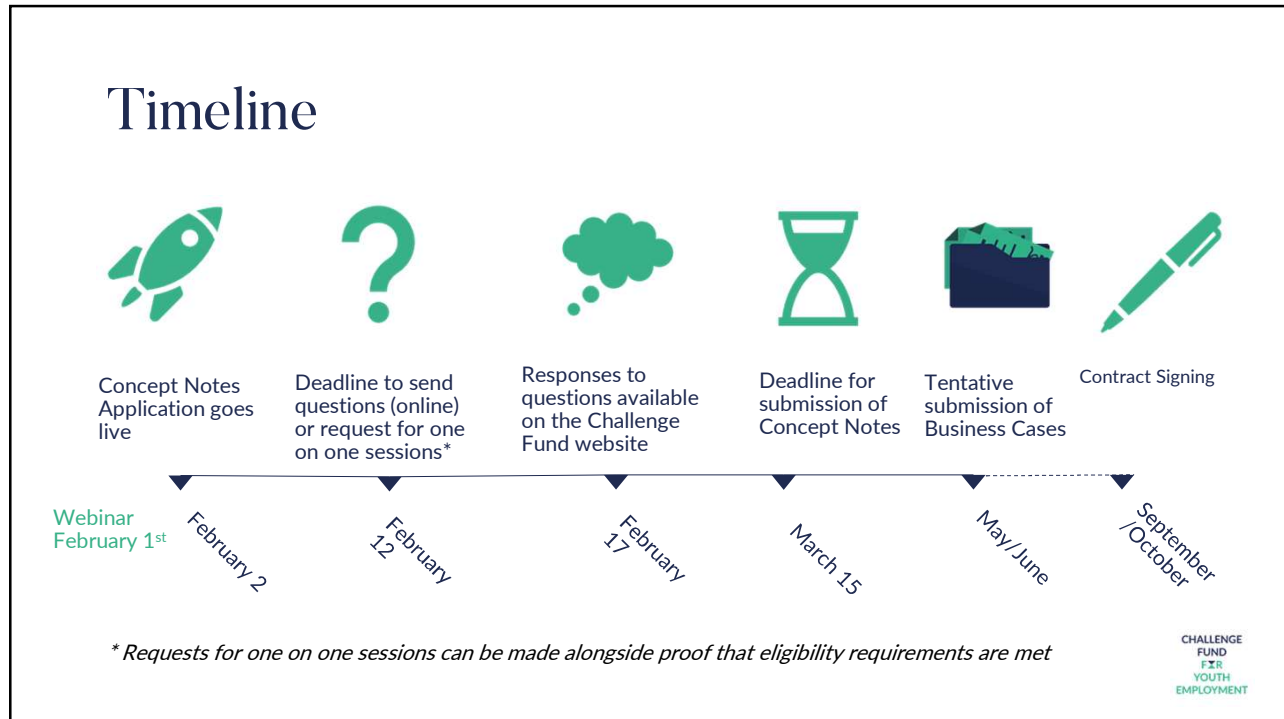 Timeline
Concept Notes
Application goes
live
Deadline to send
questions (online)
or request for one
on one sessions*
Responses to
questions available
on the Challenge
Fund website
Deadline for
submission of
Concept Notes
Tentative
submission of
Business Cases
Contract Signing
Webinar
February 1st
February 2
February
12
February
17
March 15
May/June
September
/October
* Requests for one on one sessions can be made alongside proof that eligibility requirements are met
CHALLENGE
FUND
FOR
YOUTH
EMPLOYMENT